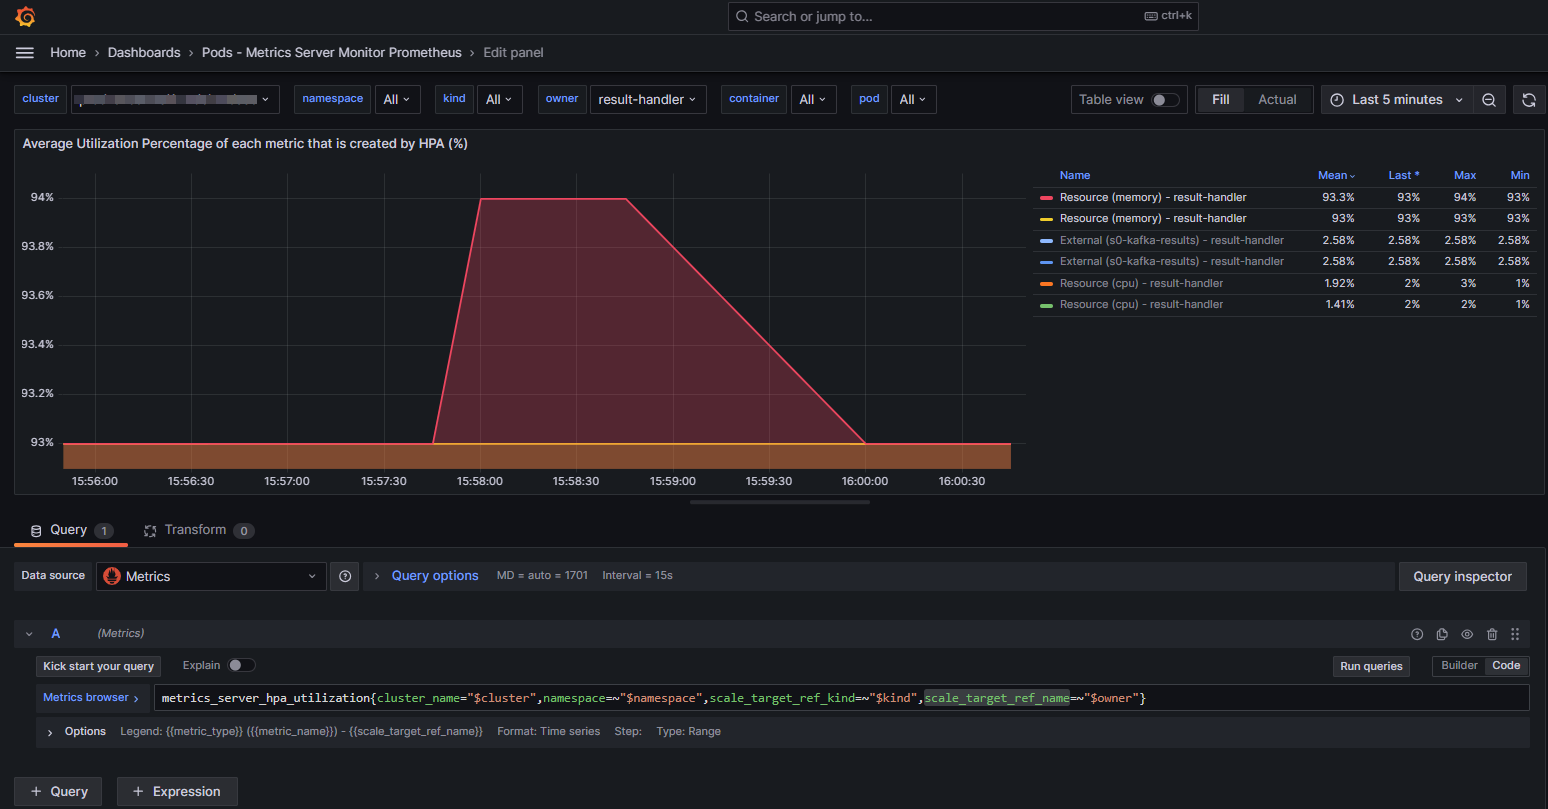 Search or jump to... ctrl+k
Home › Dashboards › Pods - Metrics Server Monitor Prometheus › Edit panel
cluster namespace All kind All owner result-handler container All pod All Table view Fill Actual Last 5 minutes
Average Utilization Percentage of each metric that is created by HPA (%)
94%
93.8%
93.6%
93.4%
93.2%
93%
15:56:00 15:56:30 15:57:00 15:57:30 15:58:00 15:58:30 15:59:00 15:59:30 16:00:00 16:00:30
Name Mean Last * Max Min
Resource (memory) - result-handler 93.3% 93% 94% 93%
Resource (memory) - result-handler 93% 93% 93% 93%
External (s0-kafka-results) - result-handler 2.58% 2.58% 2.58% 2.58%
External (s0-kafka-results) - result-handler 2.58% 2.58% 2.58% 2.58%
Resource (cpu) - result-handler 1.92% 2% 3% 1%
Resource (cpu) - result-handler 1.41% 2% 2% 1%
Query 1 Transform 0
Data source Metrics › Query options MD = auto = 1701 Interval = 15s Query inspector
A (Metrics)
Kick start your query Explain Run queries Builder Code
Metrics browser › metrics_server_hpa_utilization{cluster_name="$cluster",namespace=~"$namespace",scale_target_ref_kind=~"$kind",scale_target_ref_name=~"$owner"}
› Options Legend: {{metric_type}} ({{metric_name}}) - {{scale_target_ref_name}} Format: Time series Step: Type: Range
+ Query + Expression